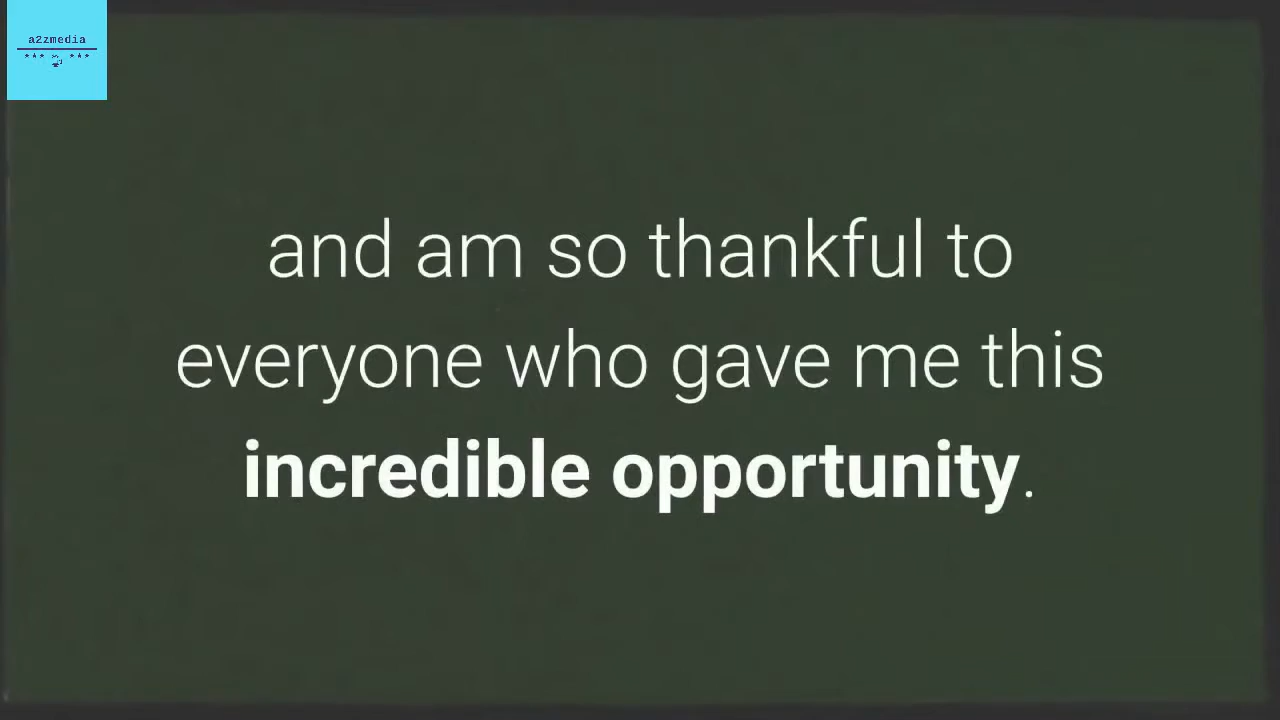 a2zmedia
and am so thankful to
everyone who gave me this
incredible opportunity.